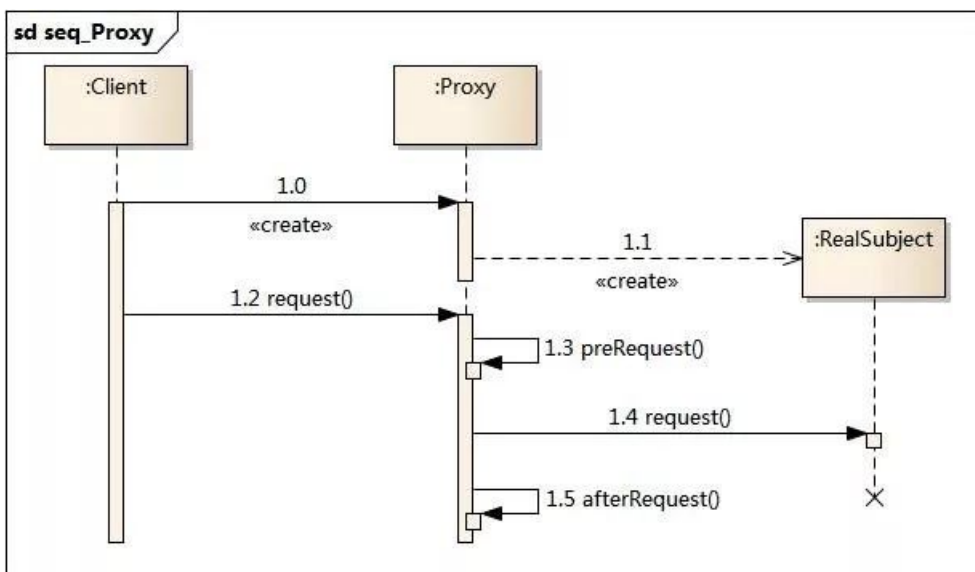 sd seq_Proxy
:Client
:Proxy
1.0
«create»
:RealSubject
1.1
«create»
1.2 request()
1.3 preRequest()
1.4 request()
1.5 afterRequest()